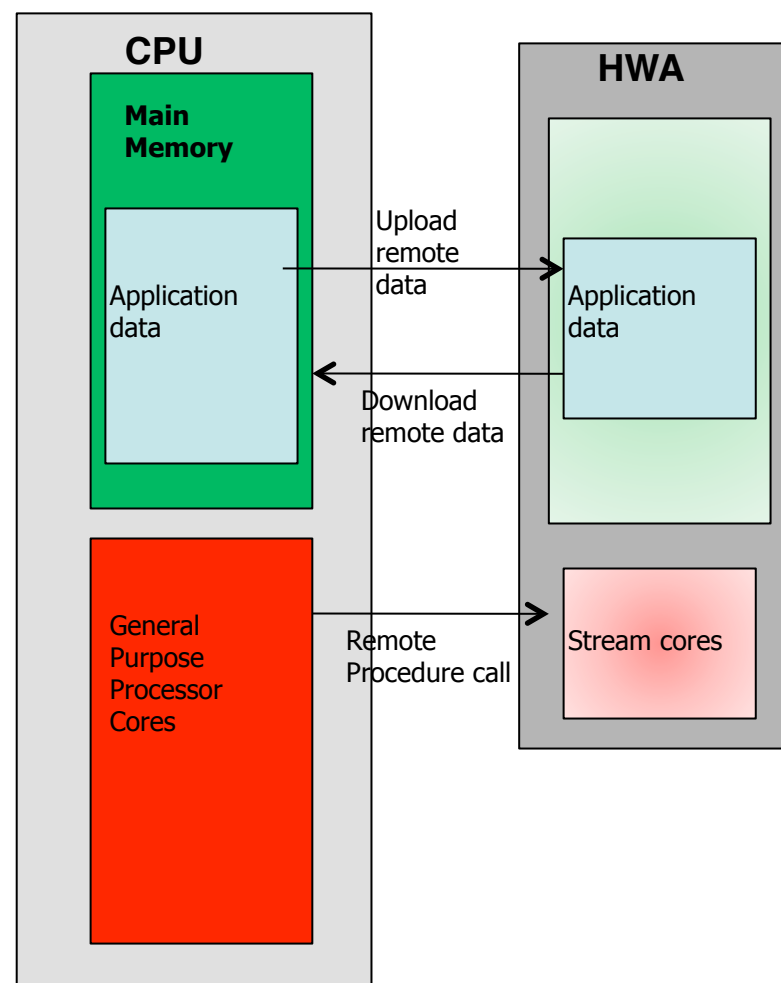 CPU
Main
Memory
Application
data
General
Purpose
Processor
Cores
Upload
remote
data
Download
remote data
Remote
Procedure call
HWA
Application
data
Stream cores